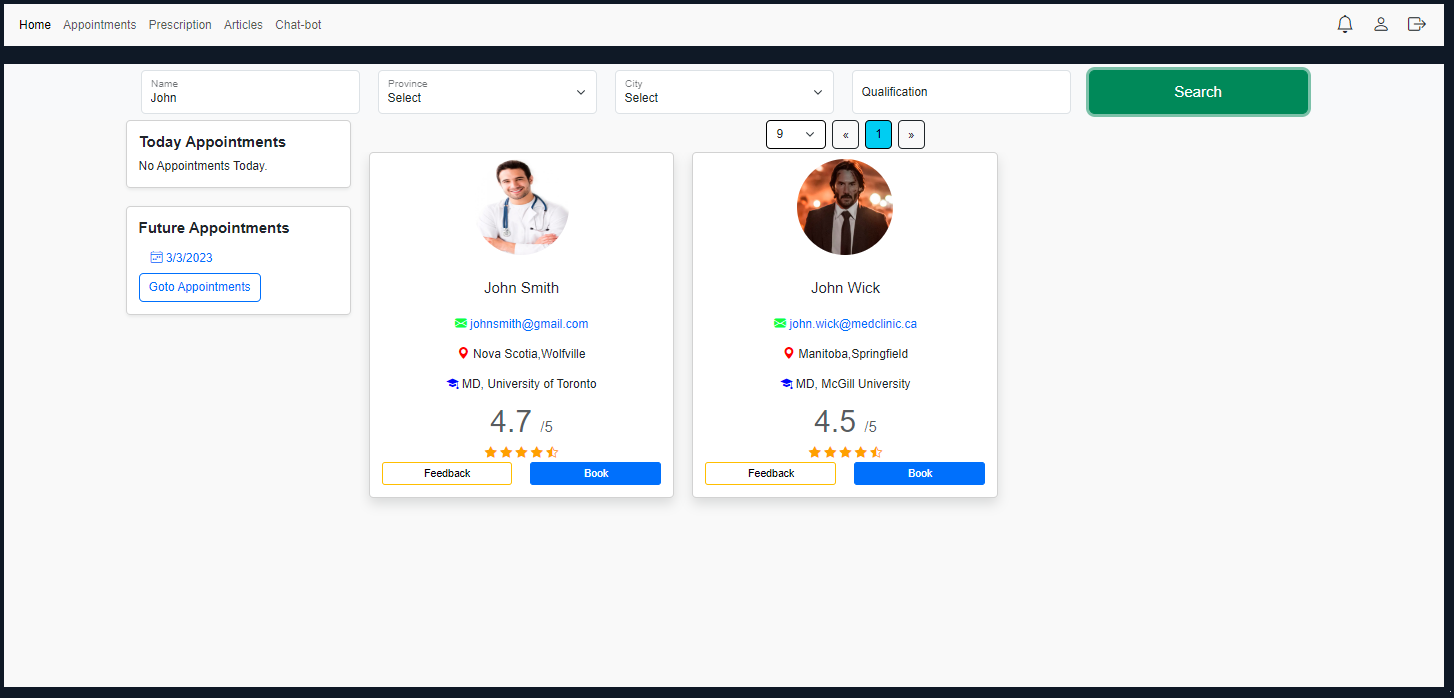 Home Appointments Prescription Articles Chat-bot
Name
John
Province
Select
City
Select
Qualification
Search
Today Appointments
No Appointments Today.
Future Appointments
3/3/2023
Goto Appointments
9 « 1 »
John Smith
johnsmith@gmail.com
Nova Scotia,Wolfville
MD, University of Toronto
4.7 /5
Feedback Book
John Wick
john.wick@medclinic.ca
Manitoba,Springfield
MD, McGill University
4.5 /5
Feedback Book